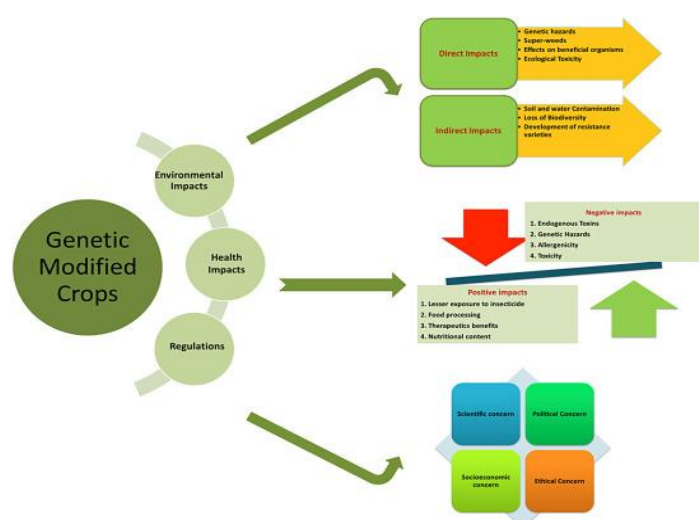 Genetic
Modified
Crops
Environmental
Impacts
Health
Impacts
Regulations
Direct Impacts
• Genetic hazards
• Super-weeds
• Effects on beneficial organisms
• Ecological Toxicity
Indirect Impacts
• Soil and water Contamination
• Loss of Biodiversity
• Development of resistance
varieties
Negative impacts
1. Endogenous Toxins
2. Genetic Hazards
3. Allergenicity
4. Toxicity
Positive impacts
1. Lesser exposure to insecticide
2. Food processing
3. Therapeutics benefits
4. Nutritional content
Scientific concern
Political Concern
Socioeconomic
concern
Ethical Concern